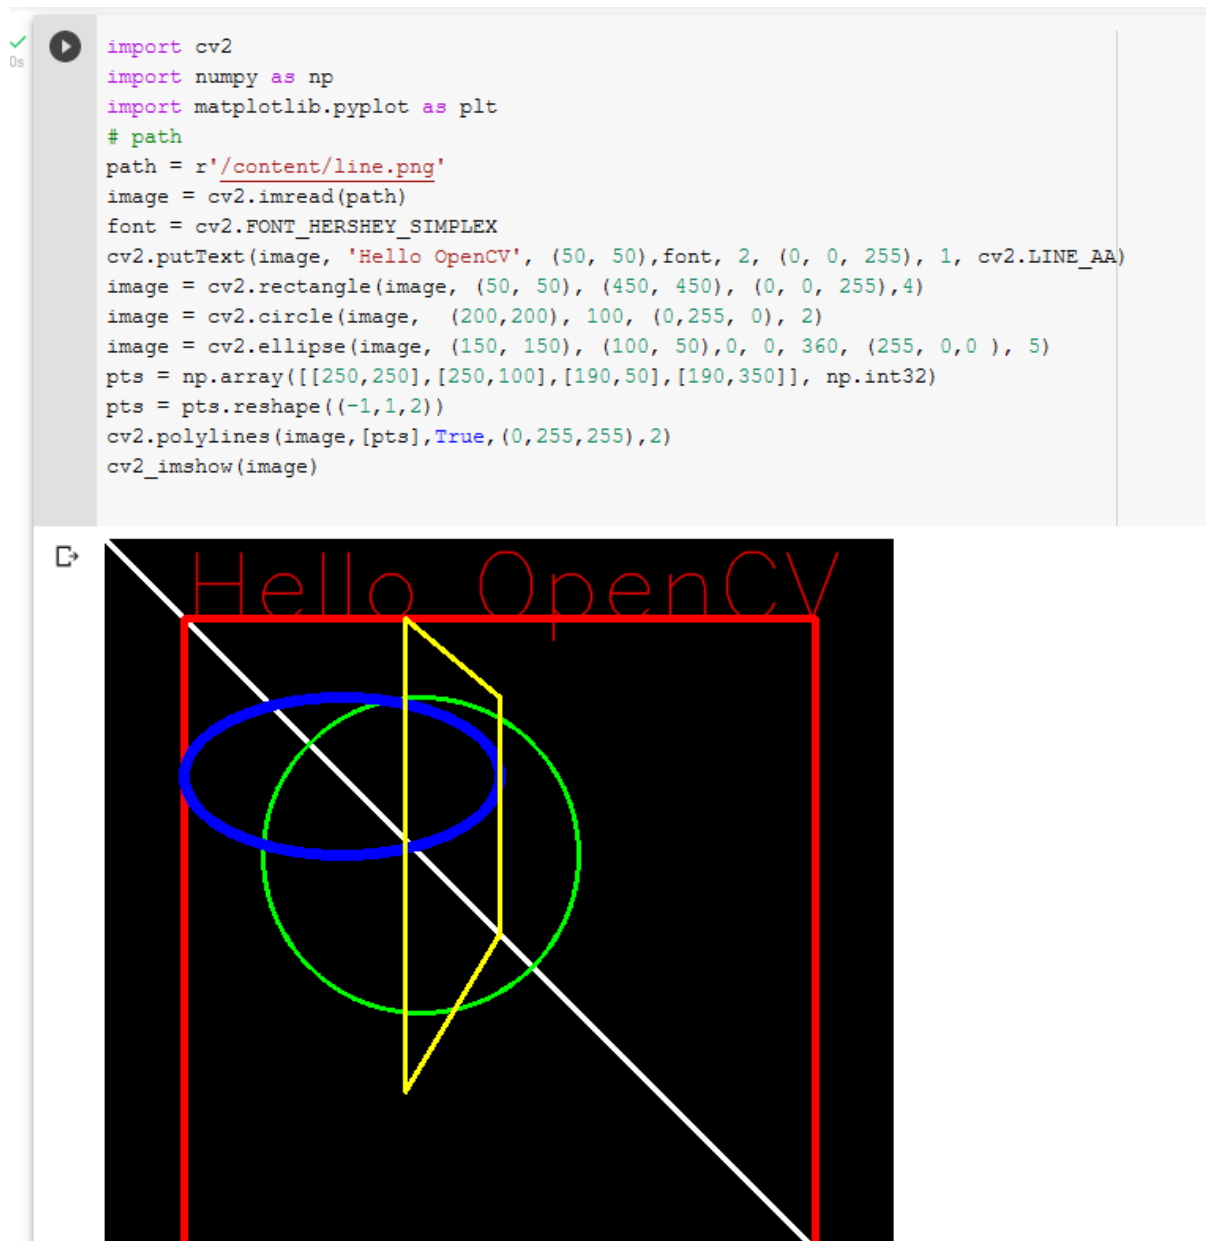 0s
import cv2
import numpy as np
import matplotlib.pyplot as plt
# path
path = r'/content/line.png'
image = cv2.imread(path)
font = cv2.FONT_HERSHEY_SIMPLEX
cv2.putText(image, 'Hello OpenCV', (50, 50),font, 2, (0, 0, 255), 1, cv2.LINE_AA)
image = cv2.rectangle(image, (50, 50), (450, 450), (0, 0, 255),4)
image = cv2.circle(image,  (200,200), 100, (0,255, 0), 2)
image = cv2.ellipse(image, (150, 150), (100, 50),0, 0, 360, (255, 0,0 ), 5)
pts = np.array([[250,250],[250,100],[190,50],[190,350]], np.int32)
pts = pts.reshape((-1,1,2))
cv2.polylines(image,[pts],True,(0,255,255),2)
cv2_imshow(image)
Hello OpenCV